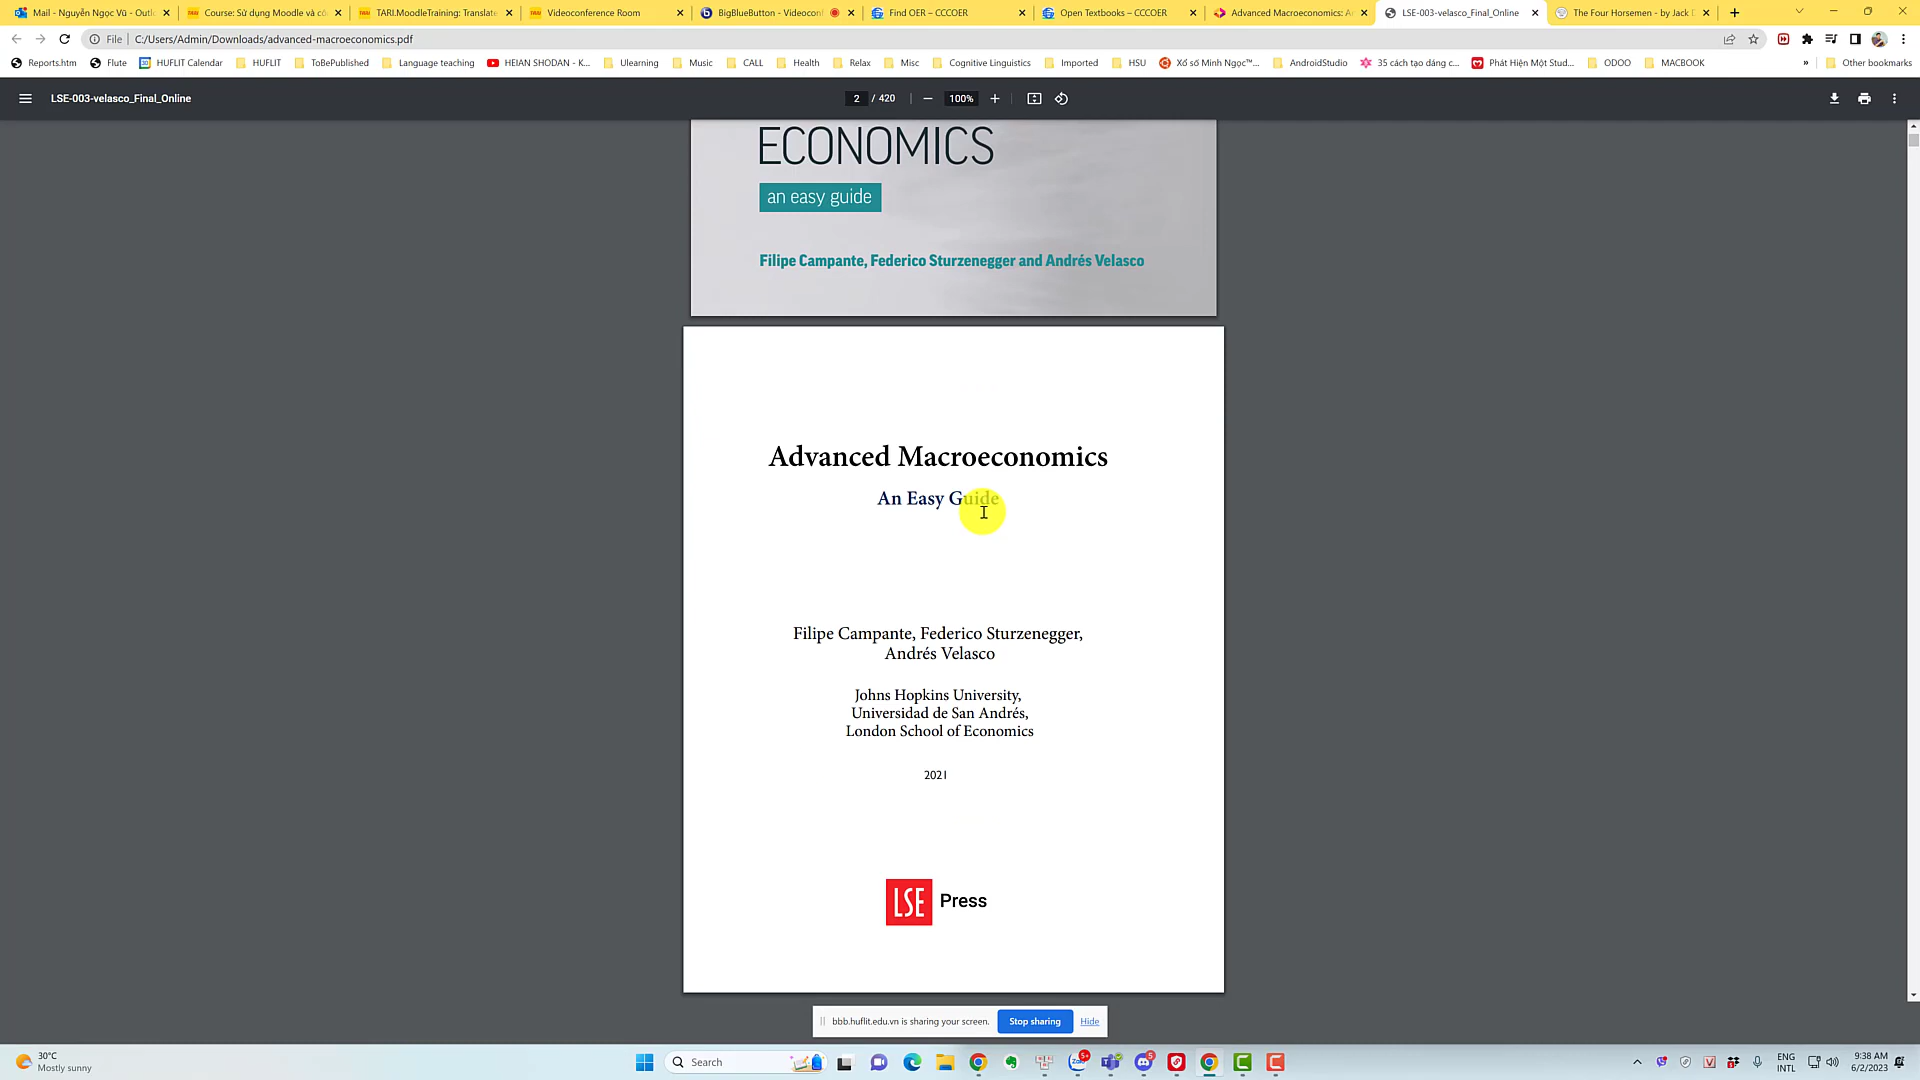 Mail - Nguyễn Ngọc Vũ - Outlo
Course: Sử dụng Moodle và cô
TARI.MoodleTraining: Translate
Videoconference Room
BigBlueButton - Videoconf
Find OER – CCCOER
Open Textbooks – CCCOER
Advanced Macroeconomics: A
LSE-003-velasco_Final_Online
The Four Horsemen - by Jack D
File | C:/Users/Admin/Downloads/advanced-macroeconomics.pdf
Reports.htm
Flute
HUFLIT Calendar
HUFLIT
ToBePublished
Language teaching
HEIAN SHODAN - K...
Ulearning
Music
CALL
Health
Relax
Misc
Cognitive Linguistics
Imported
HSU
Xổ số Minh Ngọc™...
AndroidStudio
35 cách tạo dáng c...
Phát Hiện Một Stud...
ODOO
MACBOOK
»
Other bookmarks
LSE-003-velasco_Final_Online
2 / 420
100%
ECONOMICS
an easy guide
Filipe Campante, Federico Sturzenegger and Andrés Velasco
Advanced Macroeconomics
An Easy Guide
Filipe Campante, Federico Sturzenegger,
Andrés Velasco
Johns Hopkins University,
Universidad de San Andrés,
London School of Economics
2021
LSE Press
bbb.huflit.edu.vn is sharing your screen.
Stop sharing
Hide
30°C
Mostly sunny
Search
ENG
INTL
9:38 AM
6/2/2023